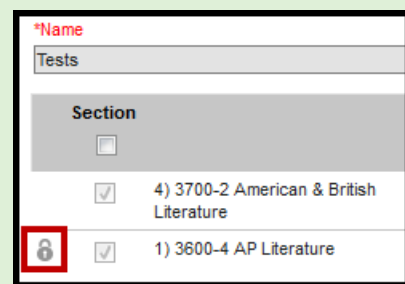 *Name
Tests
Section
4) 3700-2 American & British
Literature
1) 3600-4 AP Literature